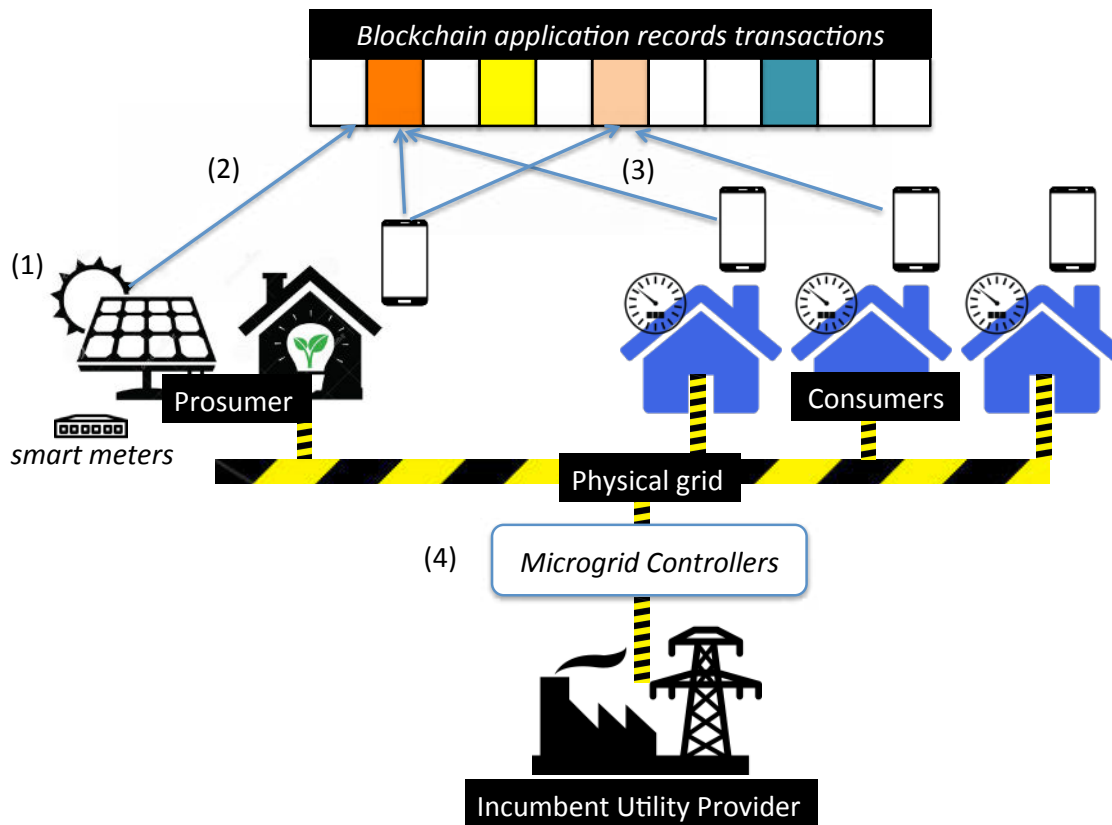 Blockchain application records transactions
(2)
(3)
(1)
Prosumer
Consumers
smart meters
Physical grid
(4)
Microgrid Controllers
Incumbent Utility Provider